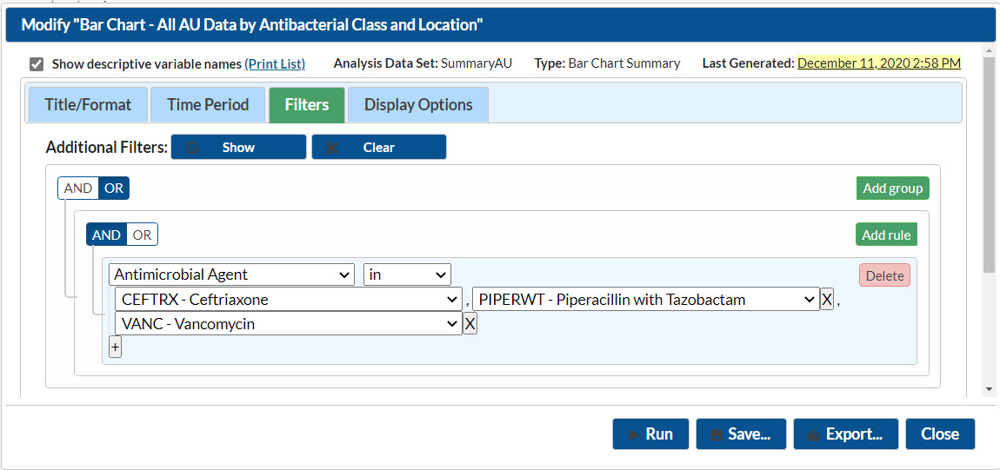 Modify "Bar Chart - All AU Data by Antibacterial Class and Location"
Show descriptive variable names (Print List) Analysis Data Set: SummaryAU Type: Bar Chart Summary Last Generated: December 11, 2020 2:58 PM
Title/Format Time Period Filters Display Options
Additional Filters: Show Clear
AND OR Add group
AND OR Add rule
Antimicrobial Agent in Delete
CEFTRX - Ceftriaxone , PIPERWT - Piperacillin with Tazobactam X ,
VANC - Vancomycin X
+
Run Save... Export... Close